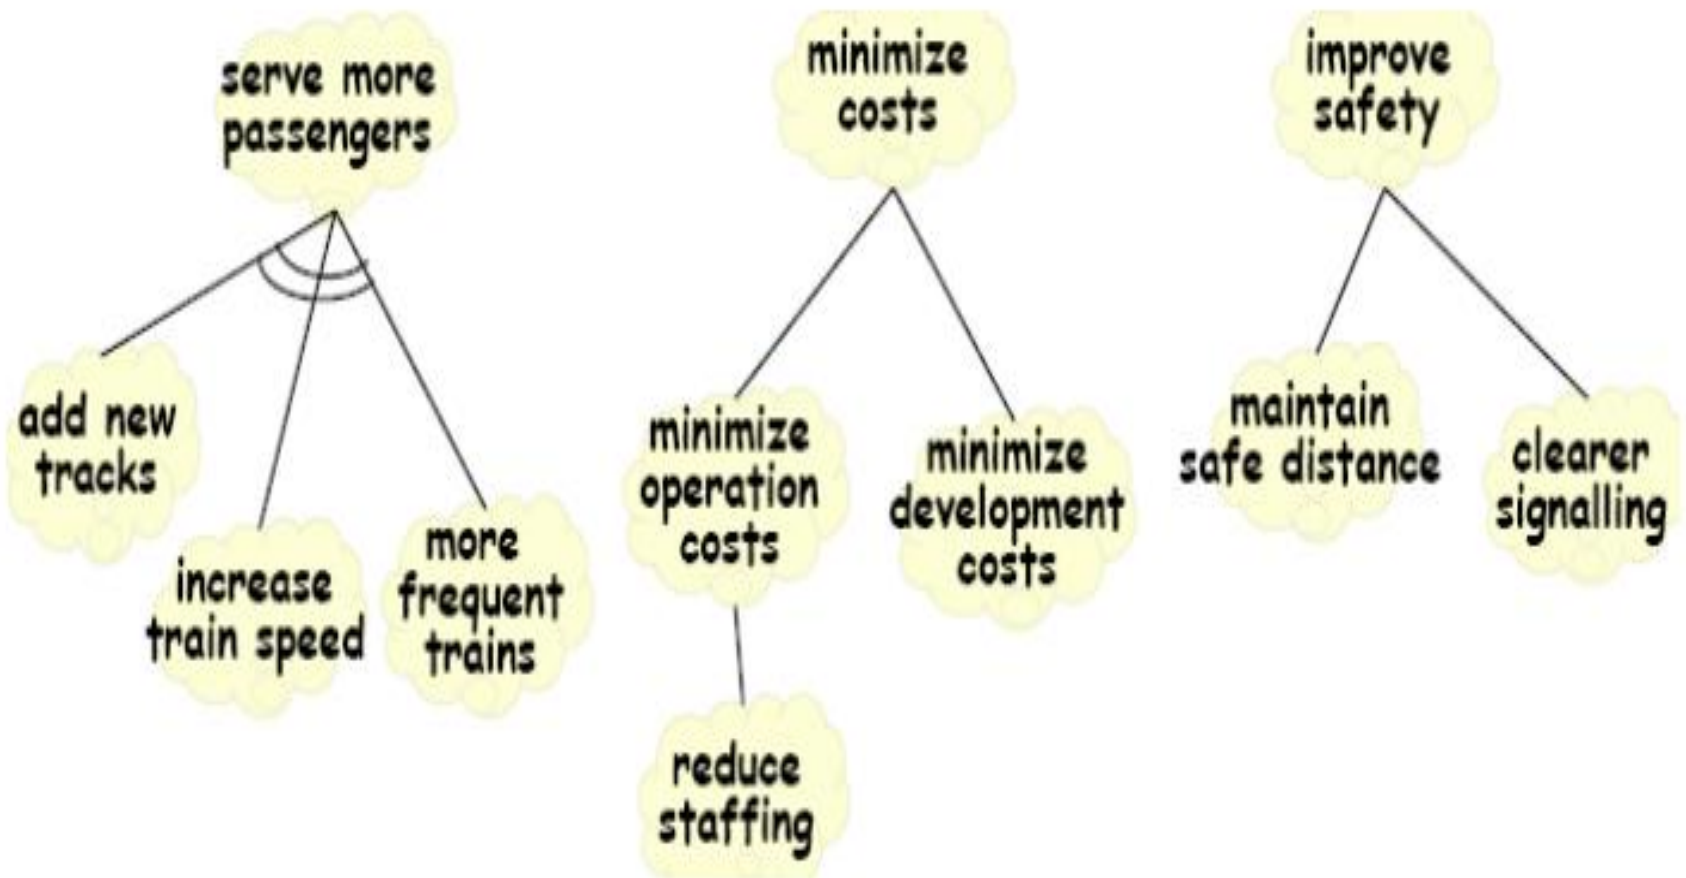 serve more
passengers
minimize
costs
improve
safety
add new
tracks
increase
train speed
more
frequent
trains
minimize
operation
costs
minimize
development
costs
maintain
safe distance
clearer
signalling
reduce
staffing